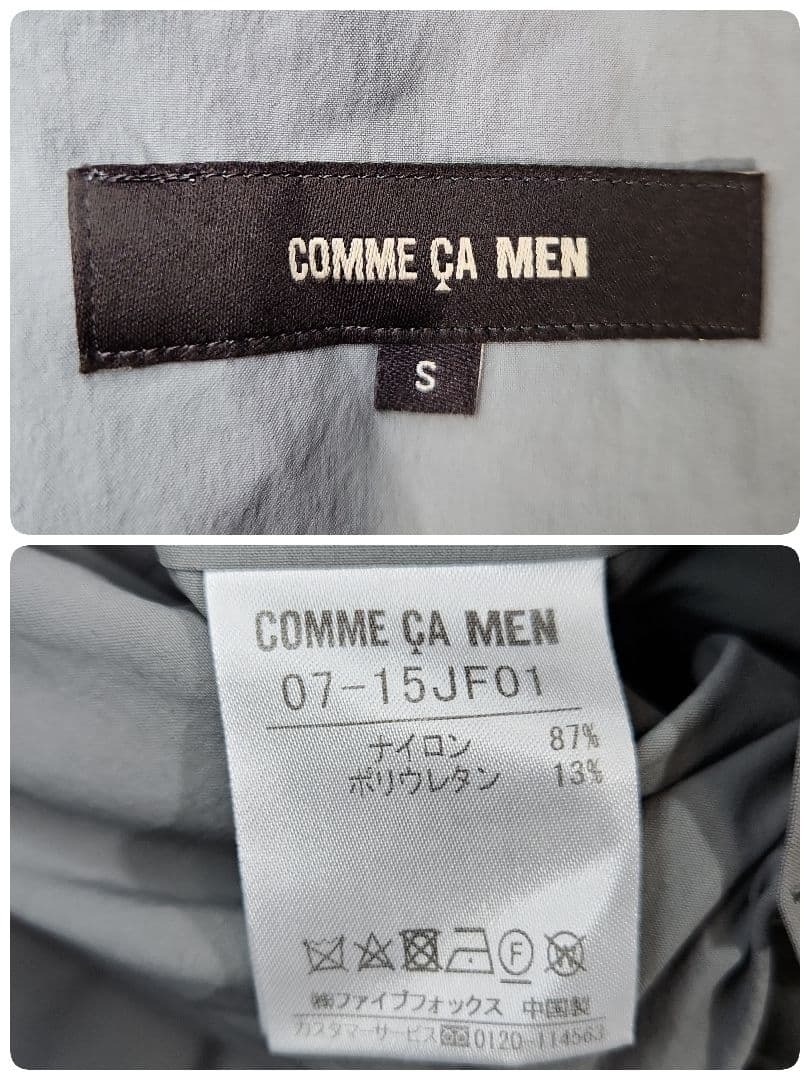 COMME ÇA MEN
S
COMME ÇA MEN
07-15JF01
ナイロン 87%
ポリウレタン 13%
F W
㈱ファイブフォックス 中国製
カスタマーサービス 0120-114563